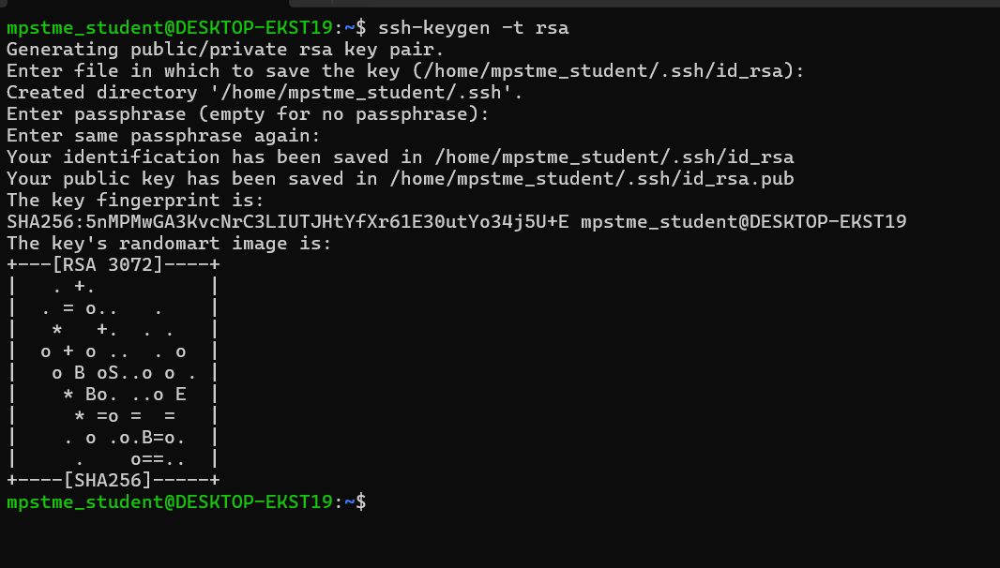 mpstme_student@DESKTOP-EKST19:~$ ssh-keygen -t rsa
Generating public/private rsa key pair.
Enter file in which to save the key (/home/mpstme_student/.ssh/id_rsa):
Created directory '/home/mpstme_student/.ssh'.
Enter passphrase (empty for no passphrase):
Enter same passphrase again:
Your identification has been saved in /home/mpstme_student/.ssh/id_rsa
Your public key has been saved in /home/mpstme_student/.ssh/id_rsa.pub
The key fingerprint is:
SHA256:5nMPMwGA3KvcNrC3LIUTJHtYfXr61E30utYo34j5U+E mpstme_student@DESKTOP-EKST19
The key's randomart image is:
+---[RSA 3072]----+
|   . +.          |
|  . = o..   .    |
|   *   +.  . .   |
|  o + o ..  . o  |
|   o B oS..o o . |
|    * Bo. ..o E  |
|     * =o =  =   |
|    . o .o.B=o.  |
|     .    o==..  |
+----[SHA256]-----+
mpstme_student@DESKTOP-EKST19:~$